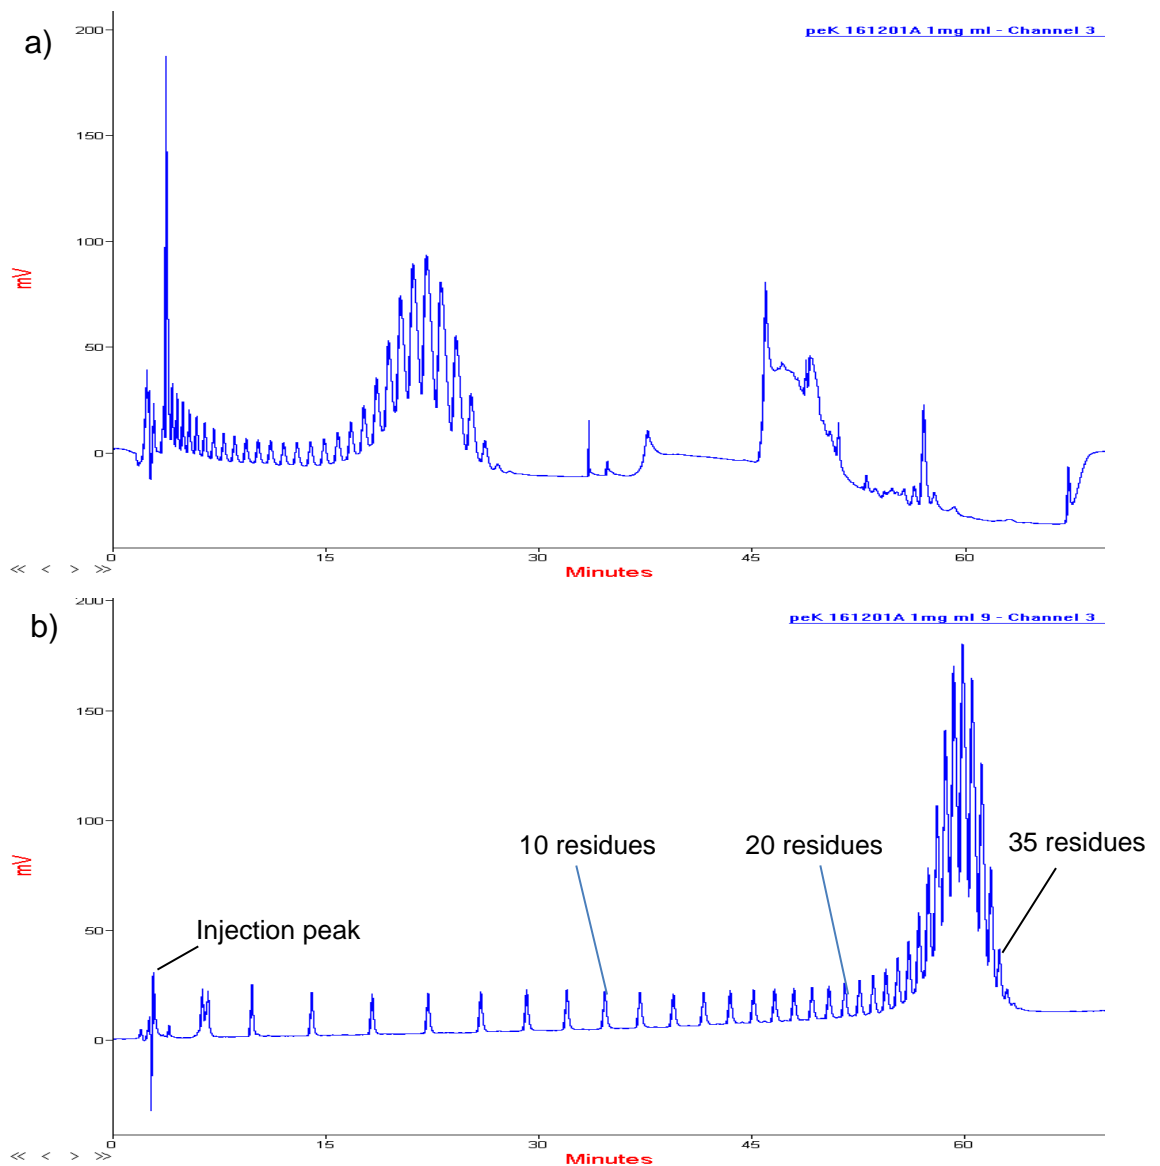 a)
peK 161201A 1mg ml - Channel 3
200
150
100
50
0
mV
0 15 30 45 60
Minutes
<< < > >>
b)
peK 161201A 1mg ml 9 - Channel 3
200
150
100
50
0
mV
10 residues
20 residues
35 residues
Injection peak
0 15 30 45 60
Minutes
<< < > >>